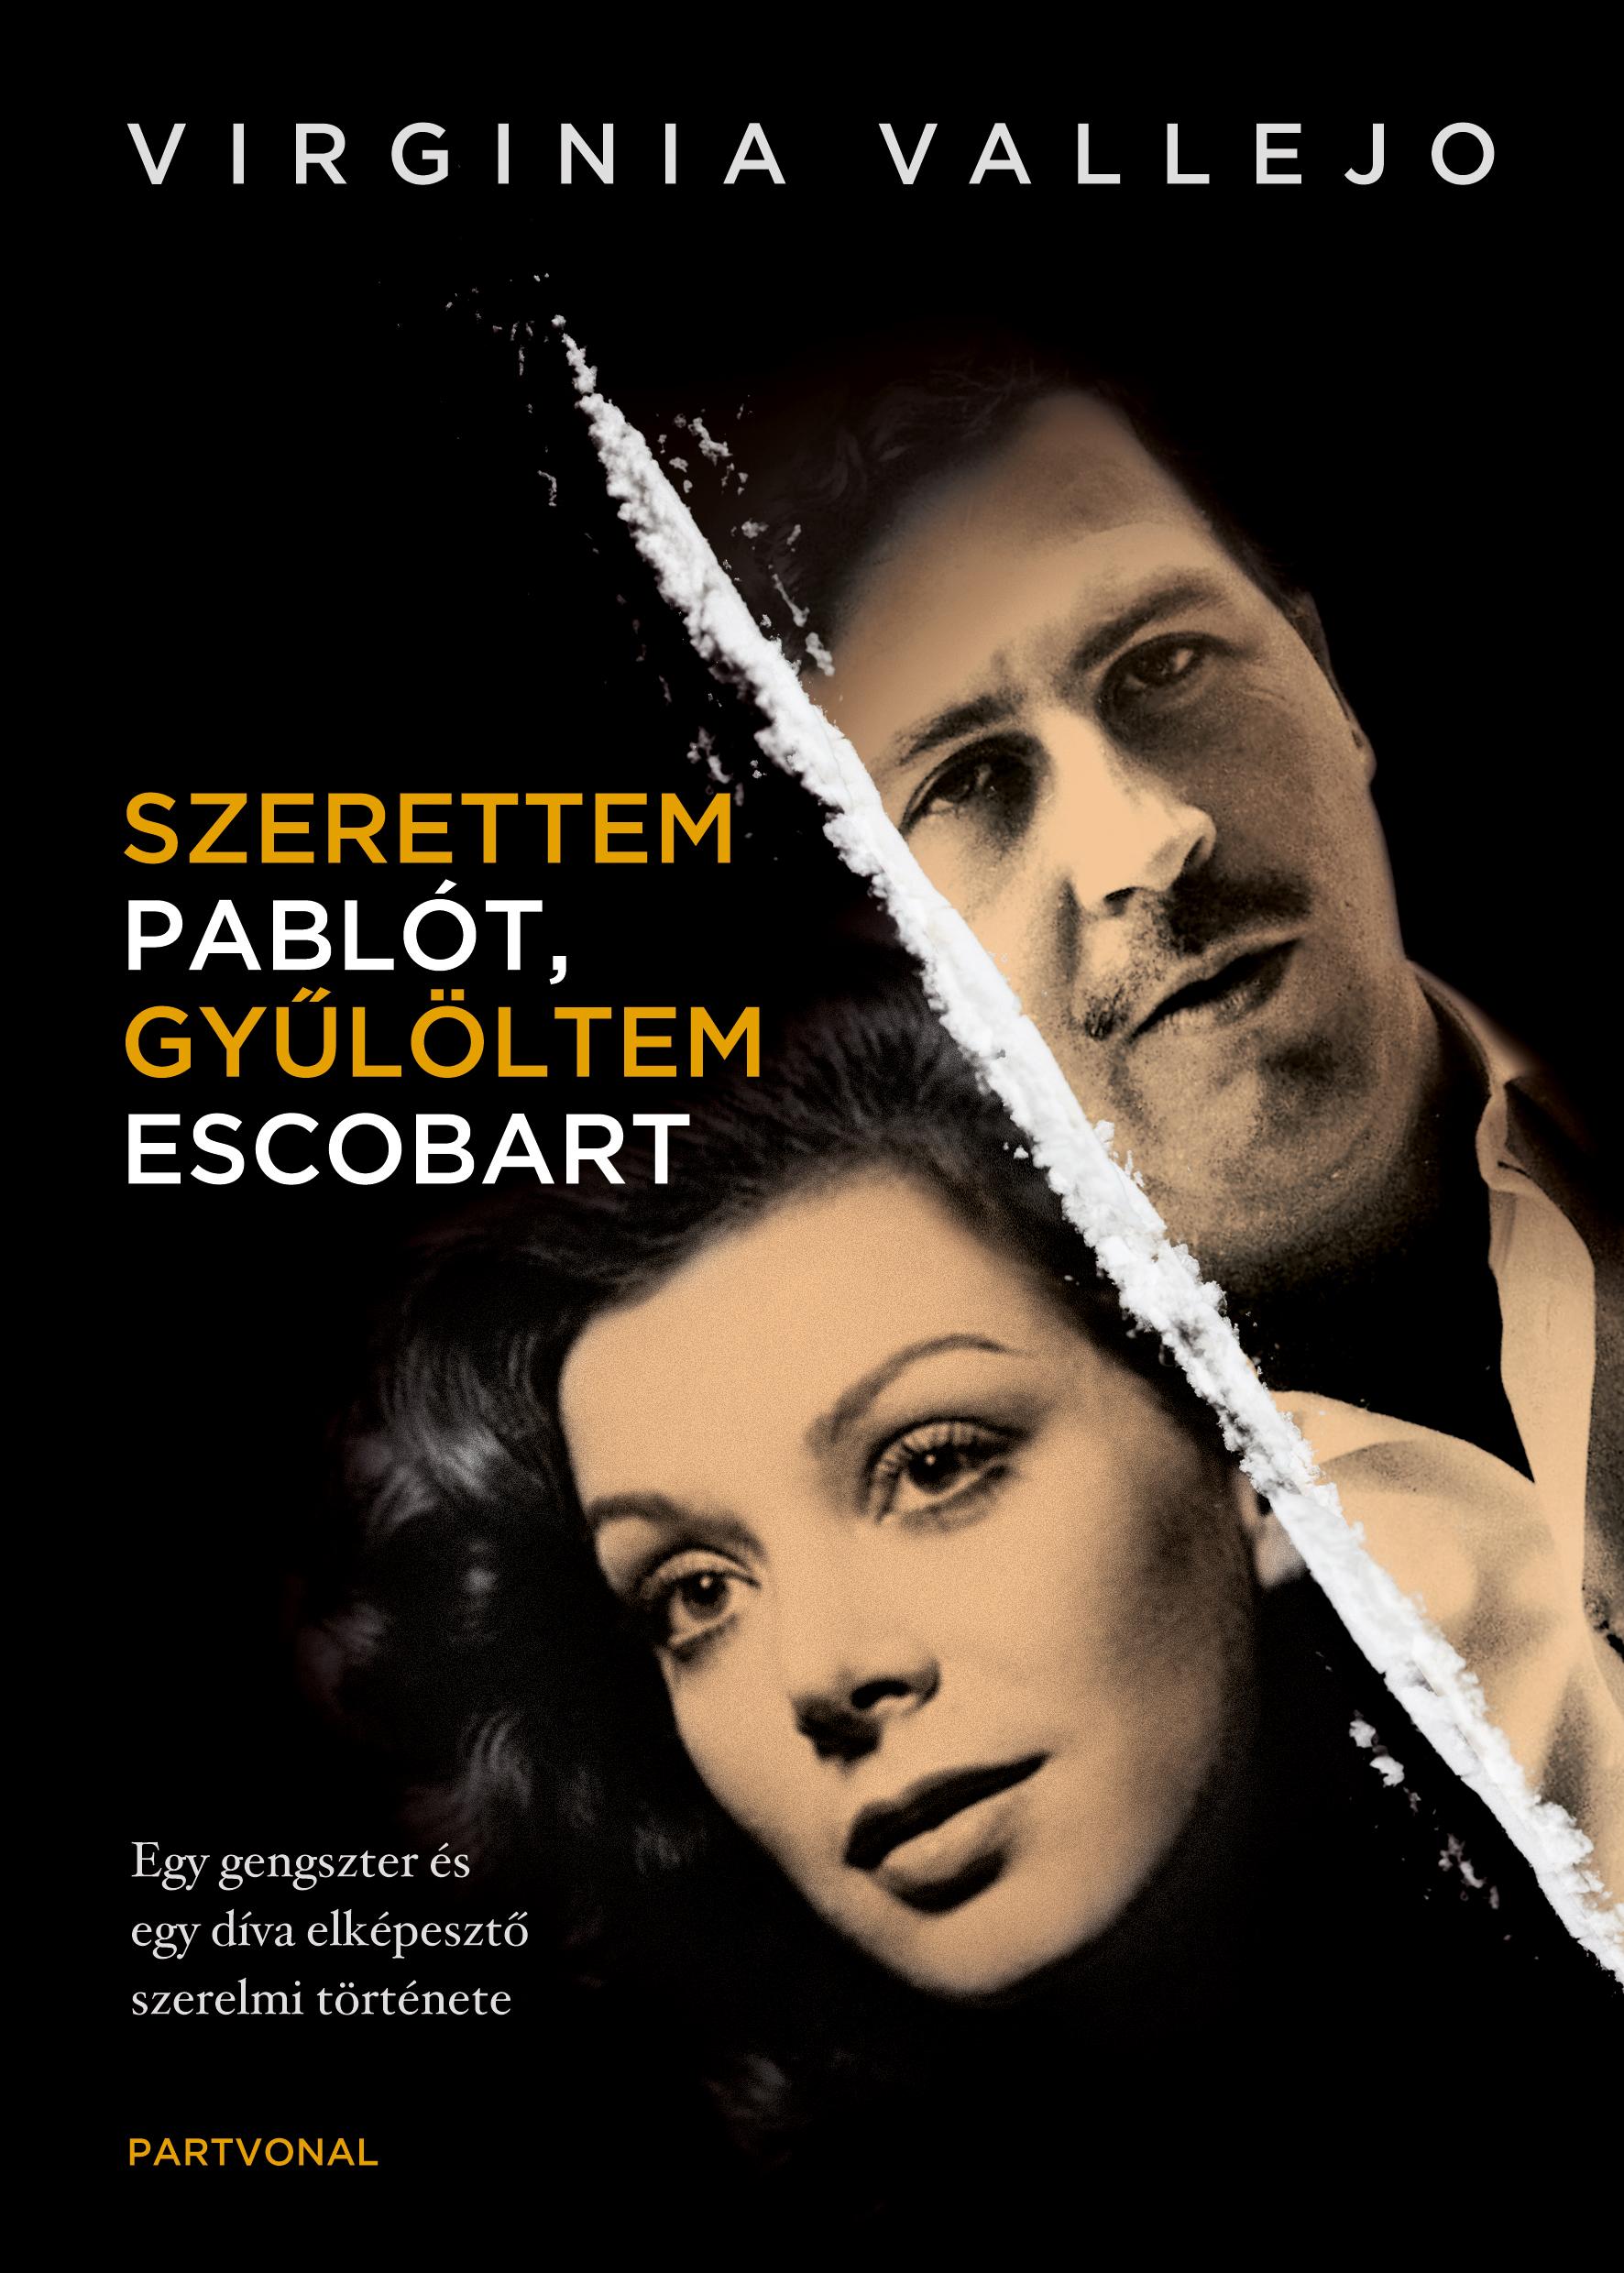 VIRGINIA VALLEJO
SZERETTEM
PABLÓT,
GYŰLÖLTEM
ESCOBART
Egy gengszter és
egy díva elképesztő
szerelmi története
PARTVONAL